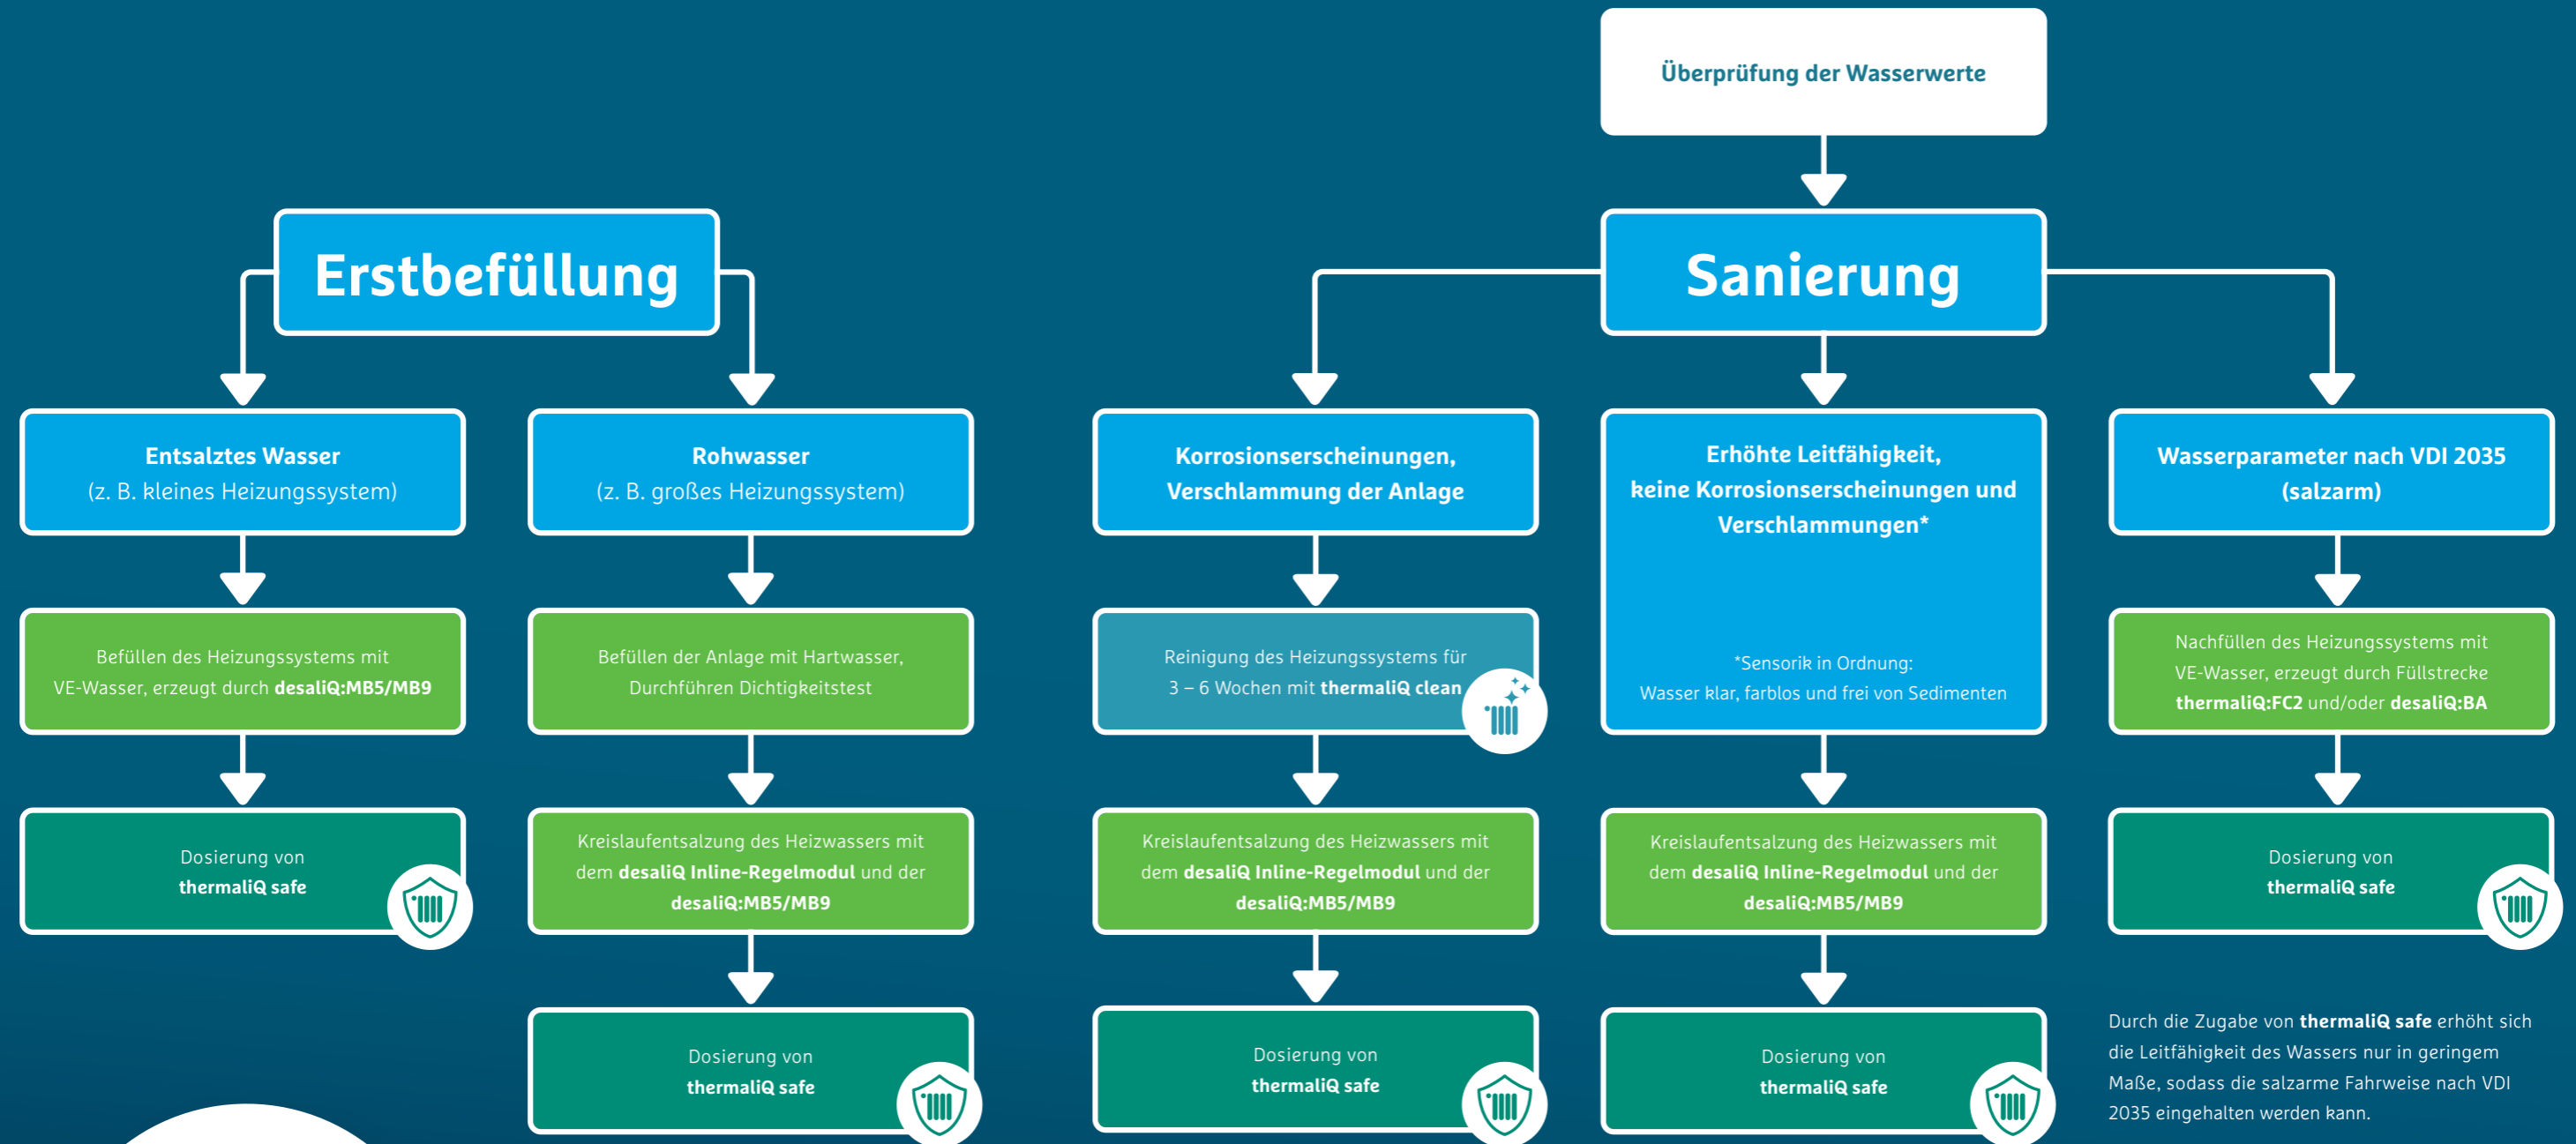 Überprüfung der Wasserwerte
Erstbefüllung
Sanierung
Entsalztes Wasser
(z. B. kleines Heizungssystem)
Rohwasser
(z. B. großes Heizungssystem)
Korrosionserscheinungen,
Verschlammung der Anlage
Erhöhte Leitfähigkeit,
keine Korrosionserscheinungen und
Verschlammungen*
*Sensorik in Ordnung:
Wasser klar, farblos und frei von Sedimenten
Wasserparameter nach VDI 2035
(salzarm)
Befüllen des Heizungssystems mit
VE-Wasser, erzeugt durch desaliQ:MB5/MB9
Befüllen der Anlage mit Hartwasser,
Durchführen Dichtigkeitstest
Reinigung des Heizungssystems für
3 – 6 Wochen mit thermaliQ clean
Nachfüllen des Heizungssystems mit
VE-Wasser, erzeugt durch Füllstrecke
thermaliQ:FC2 und/oder desaliQ:BA
Dosierung von
thermaliQ safe
Kreislaufentsalzung des Heizwassers mit
dem desaliQ Inline-Regelmodul und der
desaliQ:MB5/MB9
Kreislaufentsalzung des Heizwassers mit
dem desaliQ Inline-Regelmodul und der
desaliQ:MB5/MB9
Kreislaufentsalzung des Heizwassers mit
dem desaliQ Inline-Regelmodul und der
desaliQ:MB5/MB9
Dosierung von
thermaliQ safe
Dosierung von
thermaliQ safe
Dosierung von
thermaliQ safe
Dosierung von
thermaliQ safe
Durch die Zugabe von thermaliQ safe erhöht sich
die Leitfähigkeit des Wassers nur in geringem
Maße, sodass die salzarme Fahrweise nach VDI
2035 eingehalten werden kann.